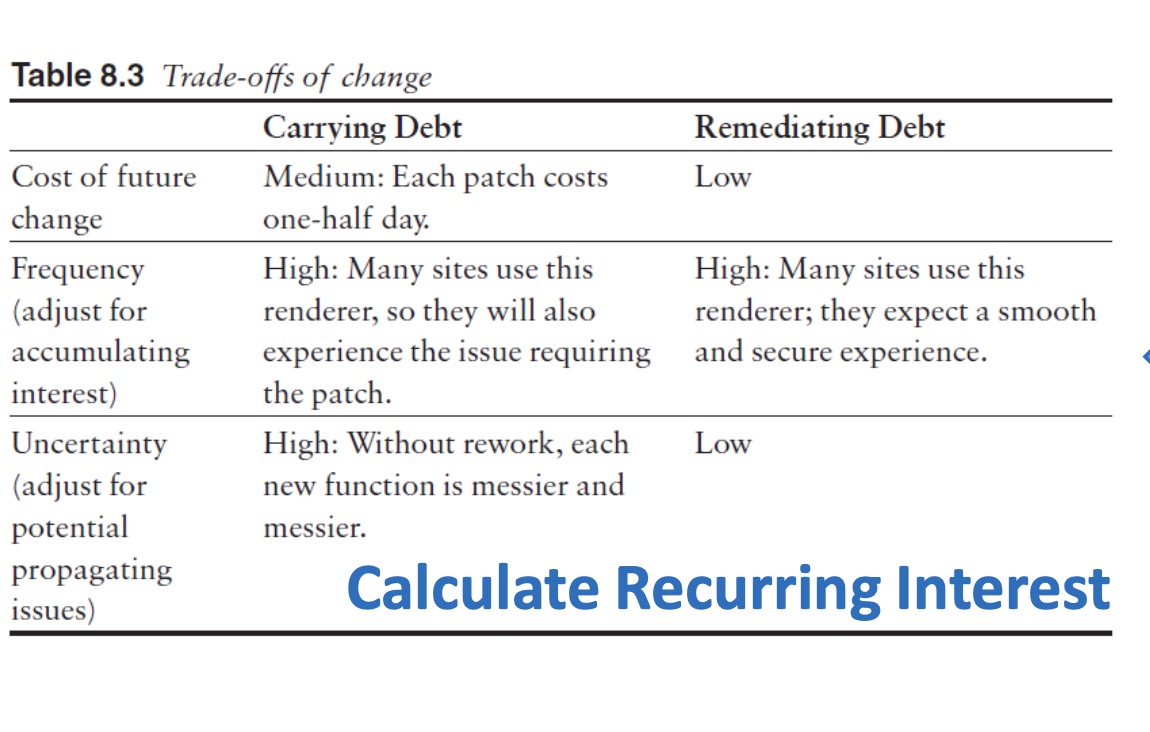 Table 8.3 Trade-offs of change
Carrying Debt Remediating Debt
Cost of future Medium: Each patch costs Low
change one-half day.
Frequency High: Many sites use this High: Many sites use this
(adjust for renderer, so they will also renderer; they expect a smooth
accumulating experience the issue requiring and secure experience.
interest) the patch.
Uncertainty High: Without rework, each Low
(adjust for new function is messier and
potential messier.
propagating
issues)
Calculate Recurring Interest